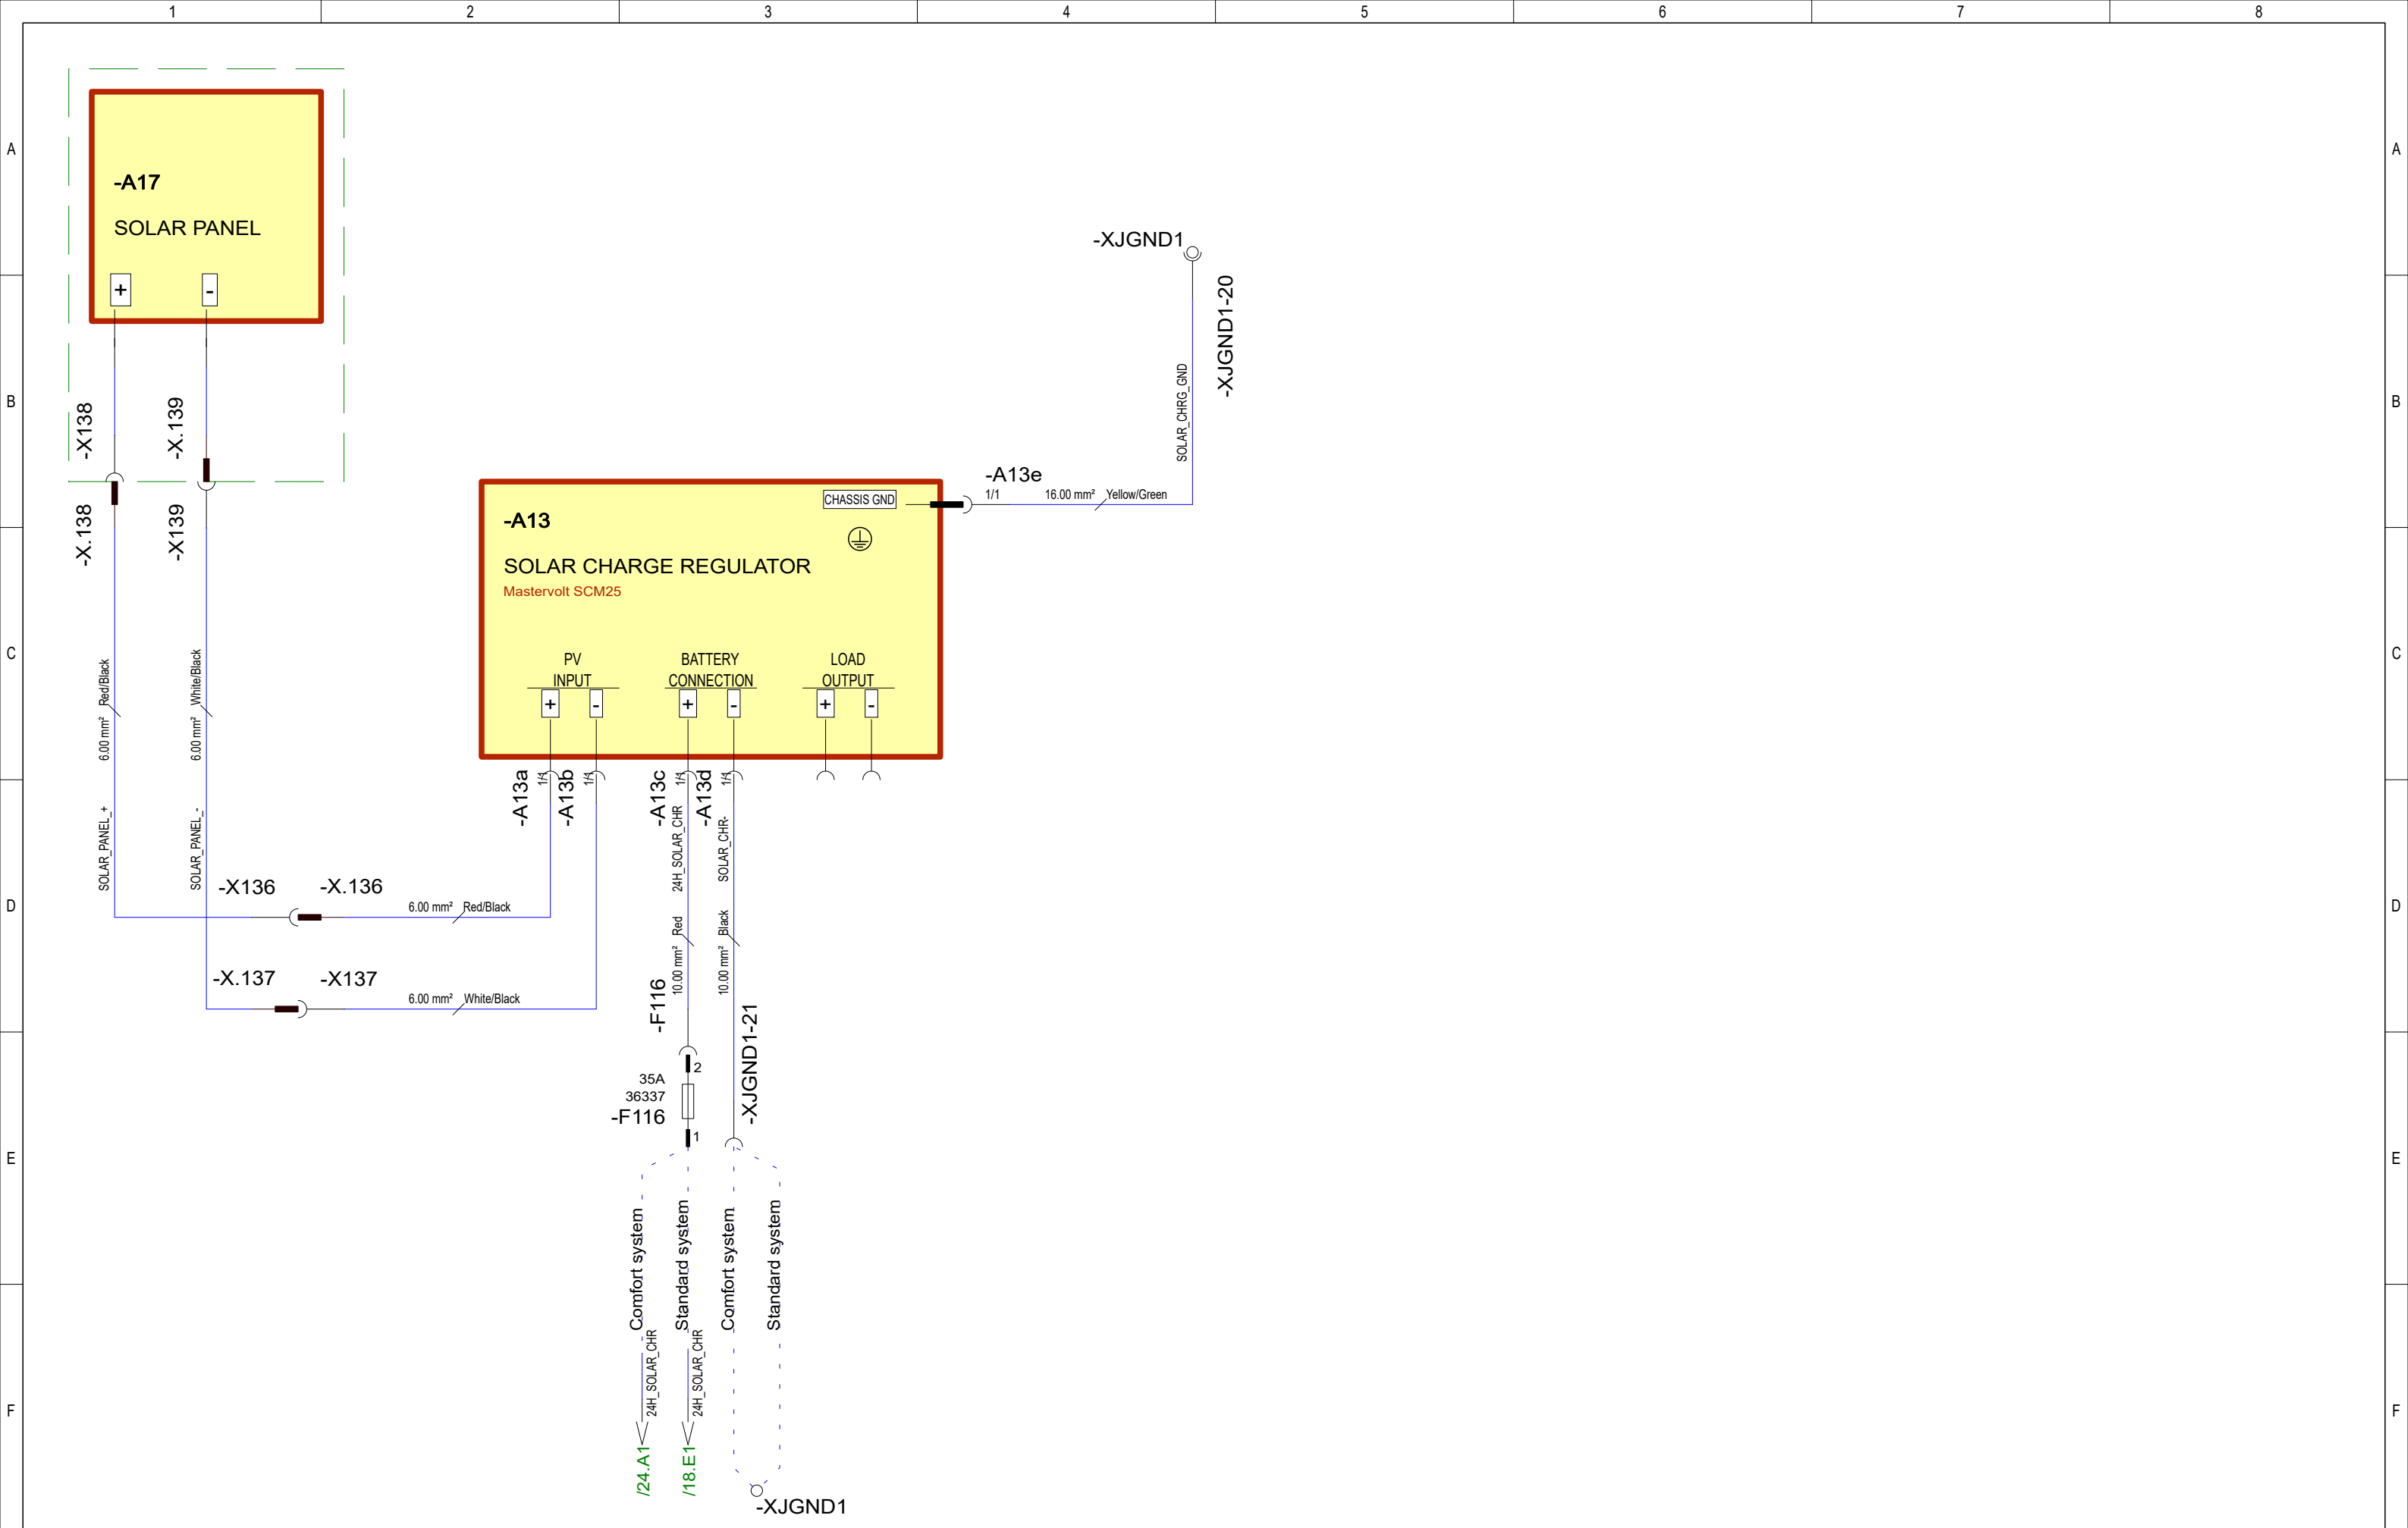 1 2 3 4 5 6 7 8
A A
-A17
SOLAR PANEL
+ -
-XJGND1
-XJGND1-20
SOLAR_CHRG_GND
B B
-X138
-X.139
-X.138
-X139
-A13e
1/1 16.00 mm² Yellow/Green
CHASSIS GND
-A13
SOLAR CHARGE REGULATOR
Mastervolt SCM25
C C
6.00 mm² Red/Black
6.00 mm² White/Black
PV
INPUT
BATTERY
CONNECTION
LOAD
OUTPUT
+ - + - + -
-A13a 1/1
-A13b 1/1
-A13c 1/1
-A13d 1/1
SOLAR_PANEL_+
SOLAR_PANEL_-
24H_SOLAR_CHR
SOLAR_CHR-
D D
-X136 -X.136
6.00 mm² Red/Black
10.00 mm² Red
10.00 mm² Black
-X.137 -X137
6.00 mm² White/Black
-F116
-XJGND1-21
2
35A
36337
-F116
1
E E
Comfort system
Standard system
Comfort system
Standard system
24H_SOLAR_CHR
24H_SOLAR_CHR
F F
/24.A1
/18.E1
-XJGND1